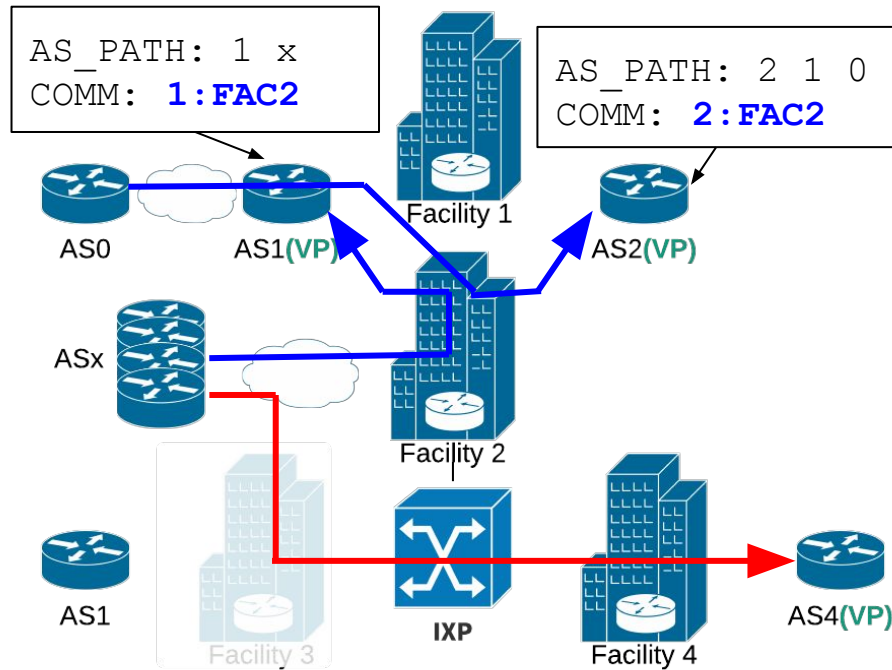 AS_PATH: 1 x
COMM: 1:FAC2
AS_PATH: 2 1 0
COMM: 2:FAC2
Facility 1
AS0
AS1(VP)
AS2(VP)
ASx
Facility 2
AS1
Facility 3
IXP
Facility 4
AS4(VP)